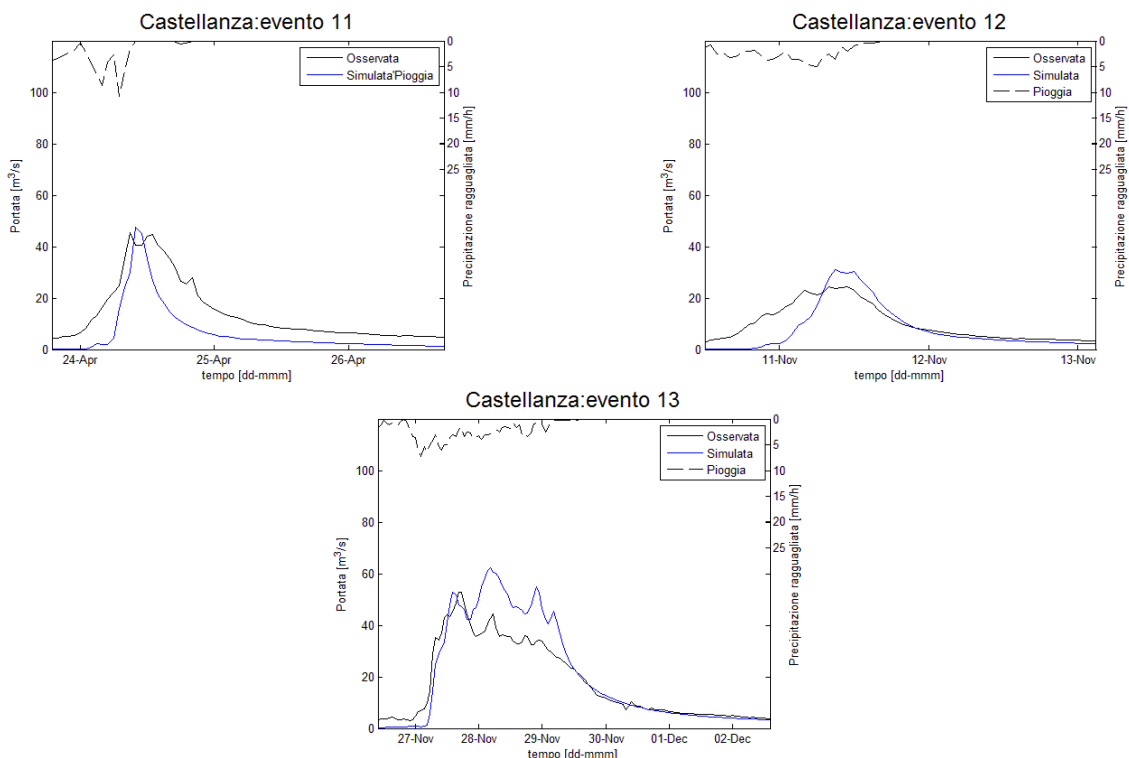 Castellanza:evento 11
Osservata
Simulata'Pioggia
Portata [m³/s]
0
20
40
60
80
100
0
5
10
15
20
25
Precipitazione ragguagliata [mm/h]
24-Apr
25-Apr
26-Apr
tempo [dd-mmm]
Castellanza:evento 12
Osservata
Simulata
Pioggia
Portata [m³/s]
0
20
40
60
80
100
0
5
10
15
20
25
Precipitazione ragguagliata [mm/h]
11-Nov
12-Nov
13-Nov
tempo [dd-mmm]
Castellanza:evento 13
Osservata
Simulata
Pioggia
Portata [m³/s]
0
20
40
60
80
100
0
5
10
15
20
25
Precipitazione ragguagliata [mm/h]
27-Nov
28-Nov
29-Nov
30-Nov
01-Dec
02-Dec
tempo [dd-mmm]